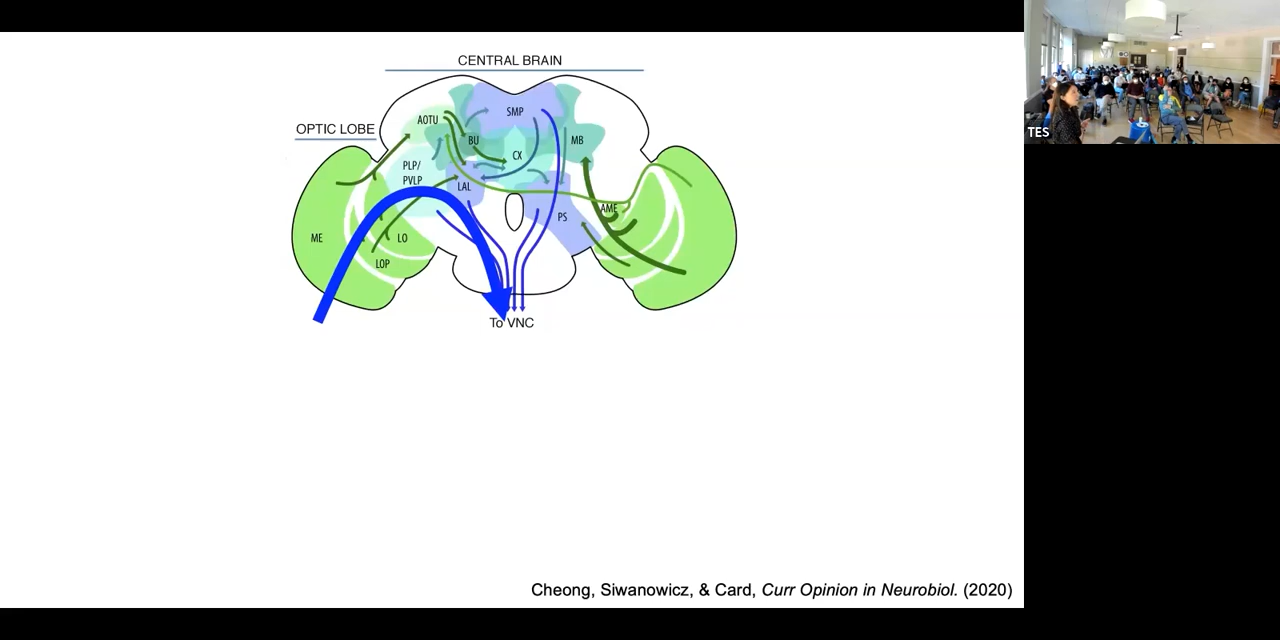 CENTRAL BRAIN
OPTIC LOBE
AOTU
SMP
BU
CX
MB
PLP/
PVLP
LAL
AME
PS
ME
LO
LOP
To VNC
Cheong, Siwanowicz, & Card, Curr Opinion in Neurobiol. (2020)
TES